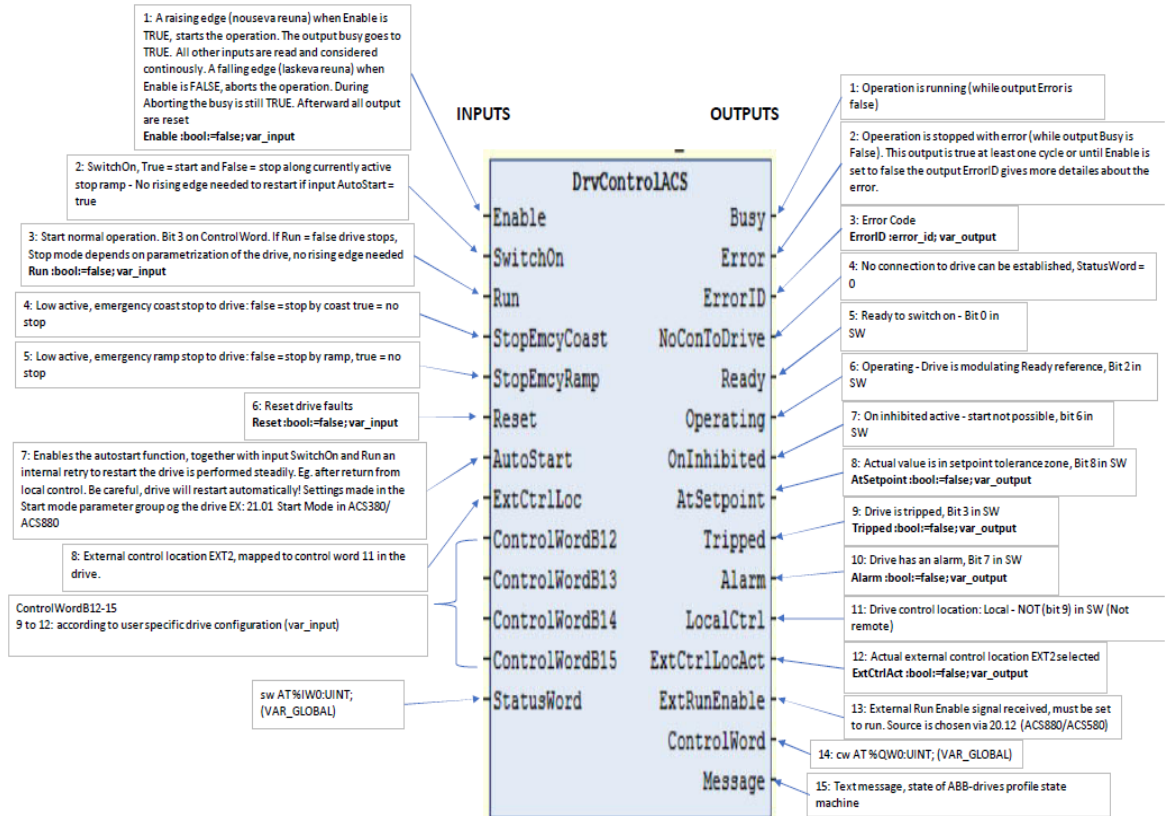 1: A raising edge (nouseva reuna) when Enable is
TRUE, starts the operation. The output busy goes to
TRUE. All other inputs are read and considered
continously. A falling edge (laskeva reuna) when
Enable is FALSE, aborts the operation. During
Aborting the busy is still TRUE. Afterward all output
are reset
Enable :bool:=false; var_input
2: SwitchOn, True = start and False = stop along currently active
stop ramp - No rising edge needed to restart if input AutoStart =
true
3: Start normal operation. Bit 3 on ControlWord. If Run = false drive stops,
Stop mode depends on parametrization of the drive, no rising edge needed
Run :bool:=false; var_input
4: Low active, emergency coast stop to drive: false =stop by coast true = no
stop
5: Low active, emergency ramp stop to drive: false =stop by ramp, true = no
stop
6: Reset drive faults
Reset :bool:=false; var_input
7: Enables the autostart function, together with input SwitchOn and Run an
internal retry to restart the drive is performed steadily. Eg. after return from
local control. Be careful, drive will restart automatically! Settings made in the
Start mode parameter group og the drive EX: 21.01 Start Mode in ACS380/
ACS880
8: External control location EXT2, mapped to control word 11 in the
drive.
ControlWordB12-15
9 to 12: according to user specific drive configuration (var_input)
sw AT%IW0:UINT;
(VAR_GLOBAL)
INPUTS
OUTPUTS
DrvControlACS
Enable
SwitchOn
Run
StopEmcyCoast
StopEmcyRamp
Reset
AutoStart
ExtCtrlLoc
ControlWordB12
ControlWordB13
ControlWordB14
ControlWordB15
StatusWord
Busy
Error
ErrorID
NoConToDrive
Ready
Operating
OnInhibited
AtSetpoint
Tripped
Alarm
LocalCtrl
ExtCtrlLocAct
ExtRunEnable
ControlWord
Message
1: Operation is running (while output Error is
false)
2: Opeeration is stopped with error (while output Busy is
False). This output is true at least one cycle or until Enable is
set to false the output ErrorID gives more detailes about the
error.
3: Error Code
ErrorID :error_id; var_output
4: No connection to drive can be established, StatusWord =
0
5: Ready to switch on - Bit 0 in
SW
6: Operating - Drive is modulating Ready reference, Bit 2 in
SW
7: On inhibited active - start not possible, bit 6 in
SW
8: Actual value is in setpoint tolerance zone, Bit 8 in SW
AtSetpoint :bool:=false; var_output
9: Drive is tripped, Bit 3 in SW
Tripped :bool:=false; var_output
10: Drive has an alarm, Bit 7 in SW
Alarm :bool:=false; var_output
11: Drive control location: Local - NOT (bit 9) in SW (Not
remote)
12: Actual external control location EXT2 selected
ExtCtrlAct :bool:=false; var_output
13: External Run Enable signal received, must be set
to run. Source is chosen via 20.12 (ACS880/ACS580)
14: cw AT %QW0:UINT; (VAR_GLOBAL)
15: Text message, state of ABB-drives profile state
machine